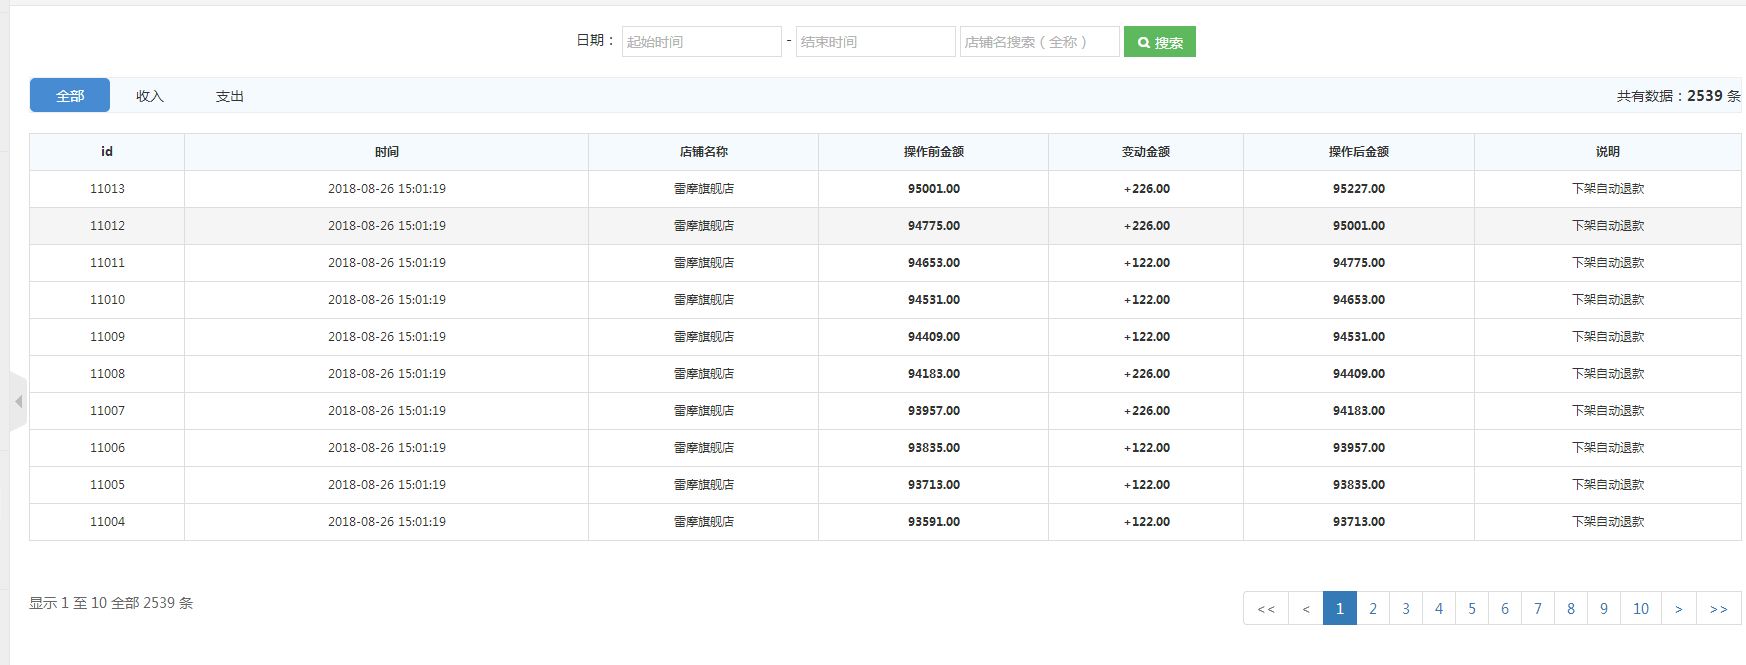 日期： 起始时间 - 结束时间 店铺名搜索（全称） 搜索
全部 收入 支出 共有数据：2539 条
id 时间 店铺名称 操作前金额 变动金额 操作后金额 说明
11013 2018-08-26 15:01:19 雷摩旗舰店 95001.00 +226.00 95227.00 下架自动退款
11012 2018-08-26 15:01:19 雷摩旗舰店 94775.00 +226.00 95001.00 下架自动退款
11011 2018-08-26 15:01:19 雷摩旗舰店 94653.00 +122.00 94775.00 下架自动退款
11010 2018-08-26 15:01:19 雷摩旗舰店 94531.00 +122.00 94653.00 下架自动退款
11009 2018-08-26 15:01:19 雷摩旗舰店 94409.00 +122.00 94531.00 下架自动退款
11008 2018-08-26 15:01:19 雷摩旗舰店 94183.00 +226.00 94409.00 下架自动退款
11007 2018-08-26 15:01:19 雷摩旗舰店 93957.00 +226.00 94183.00 下架自动退款
11006 2018-08-26 15:01:19 雷摩旗舰店 93835.00 +122.00 93957.00 下架自动退款
11005 2018-08-26 15:01:19 雷摩旗舰店 93713.00 +122.00 93835.00 下架自动退款
11004 2018-08-26 15:01:19 雷摩旗舰店 93591.00 +122.00 93713.00 下架自动退款
显示 1 至 10 全部 2539 条 << < 1 2 3 4 5 6 7 8 9 10 > >>